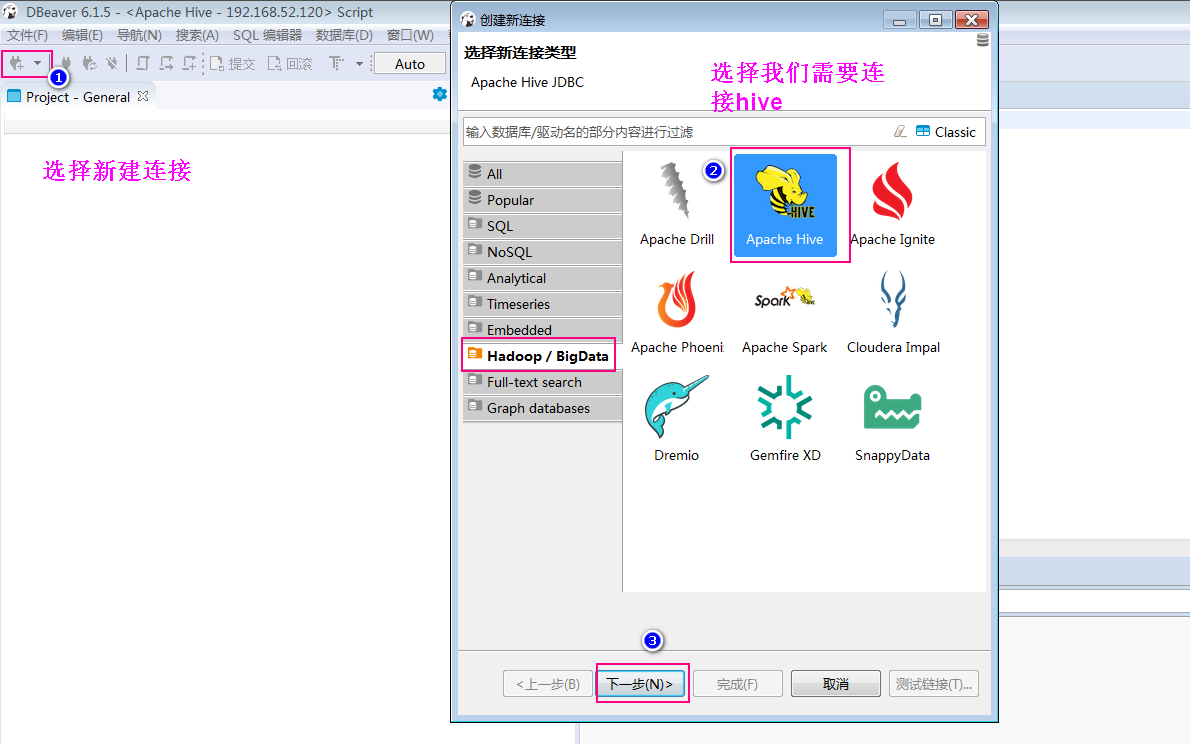 DBeaver 6.1.5 - <Apache Hive - 192.168.52.120> Script
文件(F) 编辑(E) 导航(N) 搜索(A) SQL 编辑器 数据库(D) 窗口(W)
提交 回滚 Auto
1
Project - General
选择新建连接
创建新连接
选择新连接类型
Apache Hive JDBC
选择我们需要连
接hive
输入数据库/驱动名的部分内容进行过滤
Classic
All
Popular
SQL
NoSQL
Analytical
Timeseries
Embedded
Hadoop / BigData
Full-text search
Graph databases
2
HIVE
Apache Drill Apache Hive Apache Ignite
Spark
HIVE
Apache Phoeni Apache Spark Cloudera Impal
Dremio Gemfire XD SnappyData
3
<上一步(B) 下一步(N)> 完成(F) 取消 测试链接(T)...